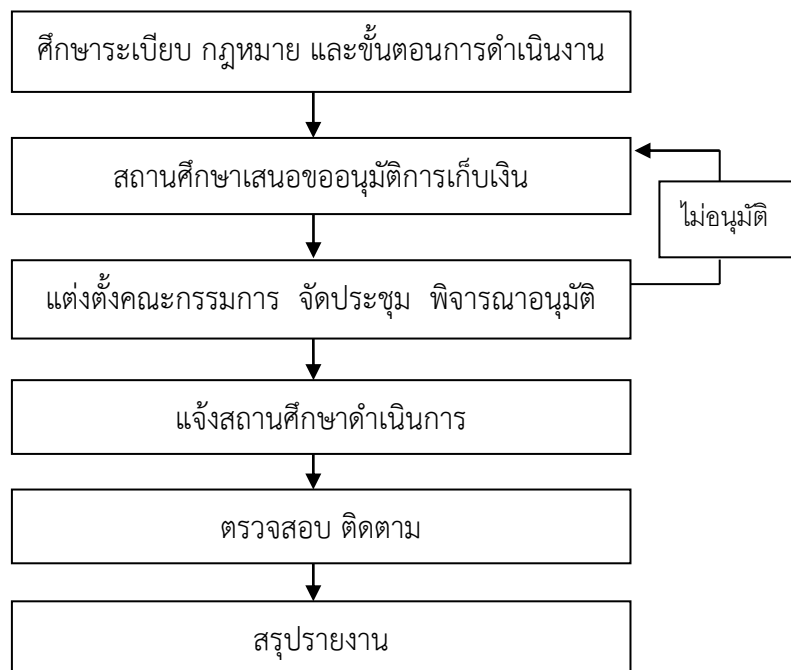 ศึกษาระเบียบ กฎหมาย และขั้นตอนการดำเนินงาน
สถานศึกษาเสนอขออนุมัติการเก็บเงิน
ไม่อนุมัติ
แต่งตั้งคณะกรรมการ จัดประชุม พิจารณาอนุมัติ
แจ้งสถานศึกษาดำเนินการ
ตรวจสอบ ติดตาม
สรุปรายงาน